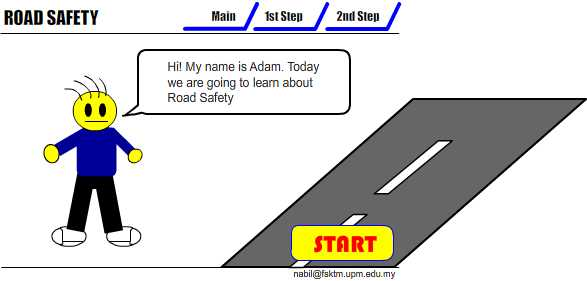 ROAD SAFETY
Main 1st Step 2nd Step
Hi! My name is Adam. Today
we are going to learn about
Road Safety
START
nabil@fsktm.upm.edu.my